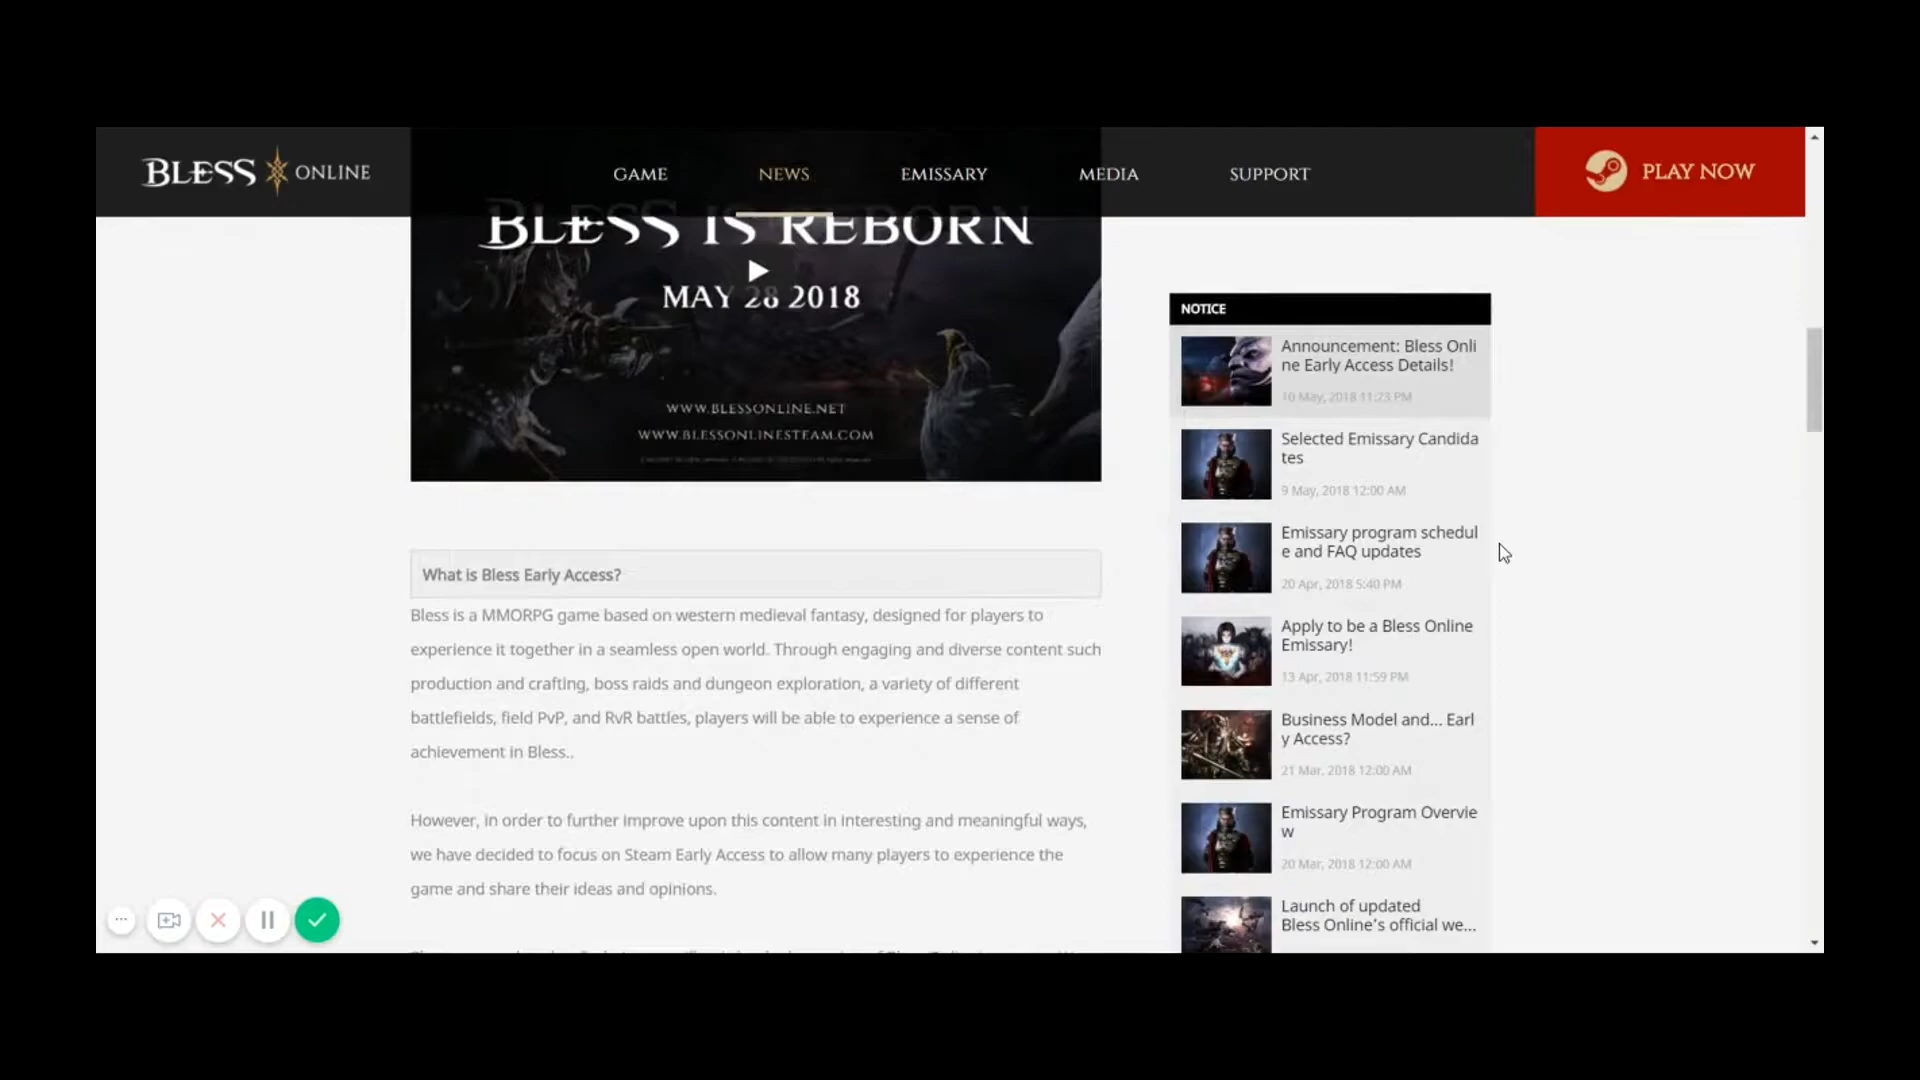 BLESS ONLINE
GAME
NEWS
EMISSARY
MEDIA
SUPPORT
PLAY NOW
BLESS IS REBORN
MAY 28 2018
WWW.BLESSONLINE.NET
WWW.BLESSONLINESTEAM.COM
What is Bless Early Access?
Bless is a MMORPG game based on western medieval fantasy, designed for players to
experience it together in a seamless open world. Through engaging and diverse content such
production and crafting, boss raids and dungeon exploration, a variety of different
battlefields, field PvP, and RvR battles, players will be able to experience a sense of
achievement in Bless..
However, in order to further improve upon this content in interesting and meaningful ways,
we have decided to focus on Steam Early Access to allow many players to experience the
game and share their ideas and opinions.
NOTICE
Announcement: Bless Onli
ne Early Access Details!
10 May, 2018 11:23 PM
Selected Emissary Candida
tes
9 May, 2018 12:00 AM
Emissary program schedul
e and FAQ updates
20 Apr, 2018 5:40 PM
Apply to be a Bless Online
Emissary!
13 Apr, 2018 11:59 PM
Business Model and... Earl
y Access?
21 Mar, 2018 12:00 AM
Emissary Program Overvie
w
20 Mar, 2018 12:00 AM
Launch of updated
Bless Online's official we...